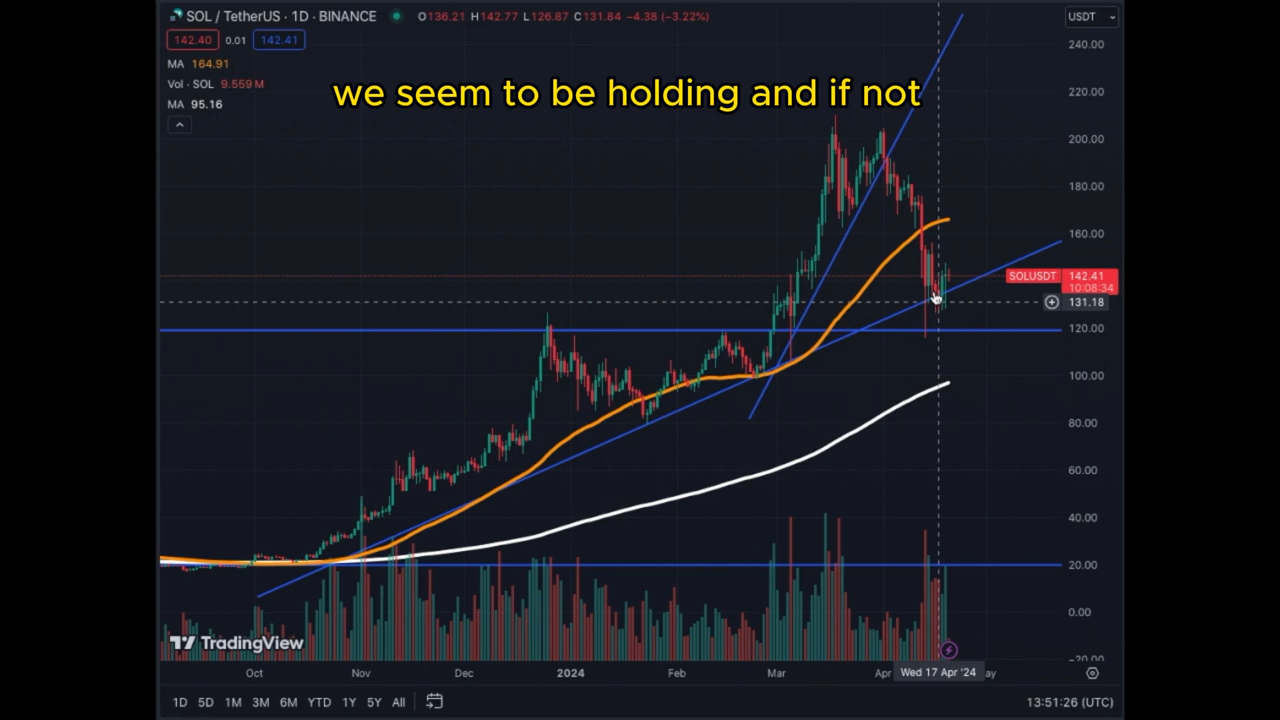 SOL / TetherUS · 1D · BINANCE O136.21 H142.77 L126.87 C131.84 −4.38 (−3.22%)
USDT
142.40 0.01 142.41
MA 164.91
Vol · SOL 9.559 M
MA 95.16
we seem to be holding and if not
240.00
220.00
200.00
180.00
160.00
SOLUSDT 142.41
10:08:34
131.18
120.00
100.00
80.00
60.00
40.00
20.00
0.00
−20.00
TradingView
Oct Nov Dec 2024 Feb Mar Apr Wed 17 Apr '24 ay
1D 5D 1M 3M 6M YTD 1Y 5Y All 13:51:26 (UTC)